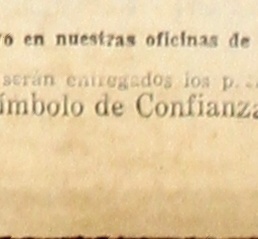 o en nuestras oficinas de
serán entregados los p
ímbolo de Confianza